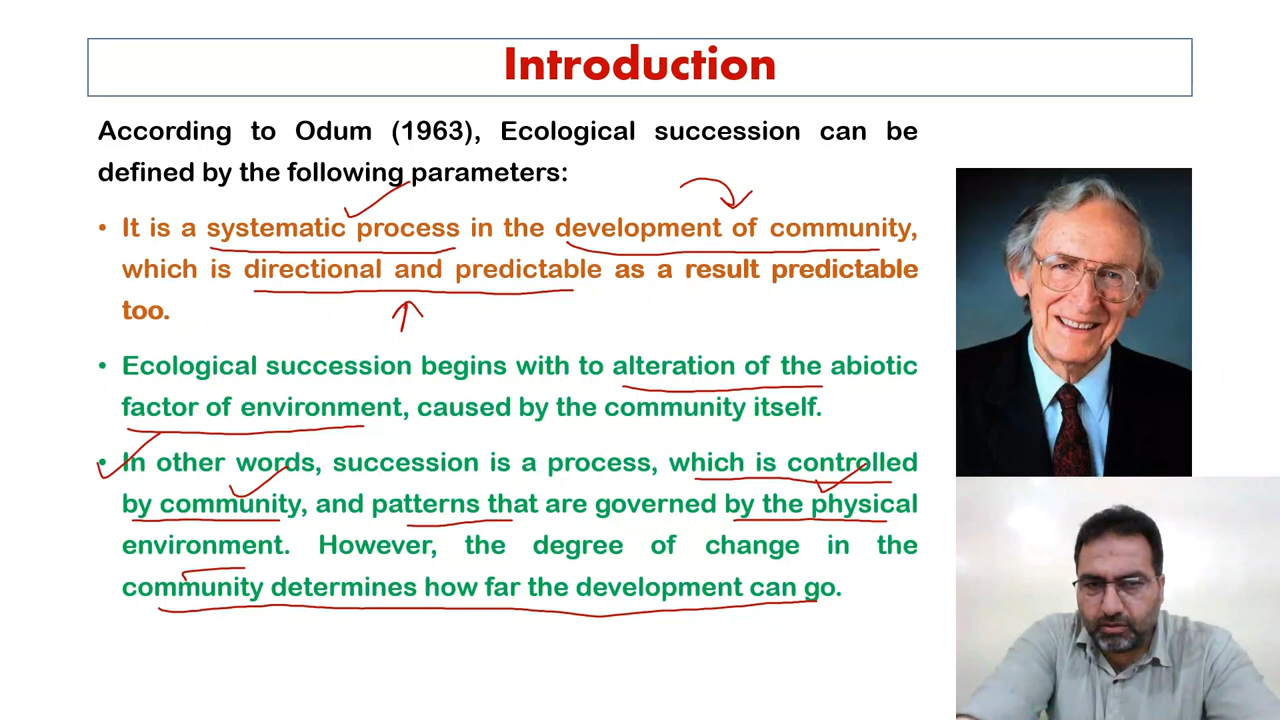 Introduction
According to Odum (1963), Ecological succession can be
defined by the following parameters:
• It is a systematic process in the development of community,
which is directional and predictable as a result predictable
too.
• Ecological succession begins with to alteration of the abiotic
factor of environment, caused by the community itself.
• In other words, succession is a process, which is controlled
by community, and patterns that are governed by the physical
environment. However, the degree of change in the
community determines how far the development can go.